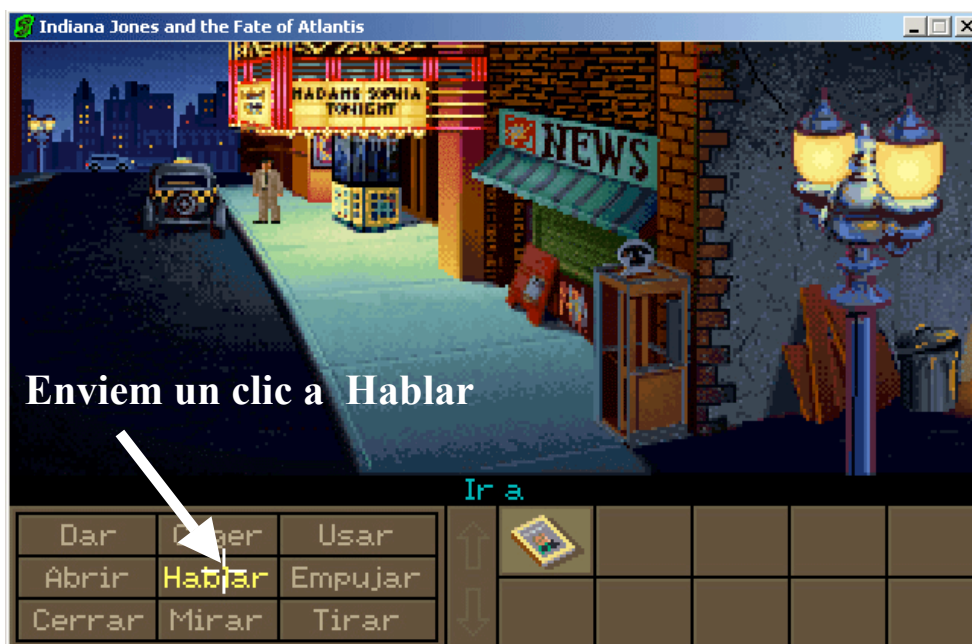 Indiana Jones and the Fate of Atlantis
MADAME SOPHIA
TONIGHT
NEWS
Enviem un clic a Hablar
Ir a
Dar Coger Usar
Abrir Hablar Empujar
Cerrar Mirar Tirar